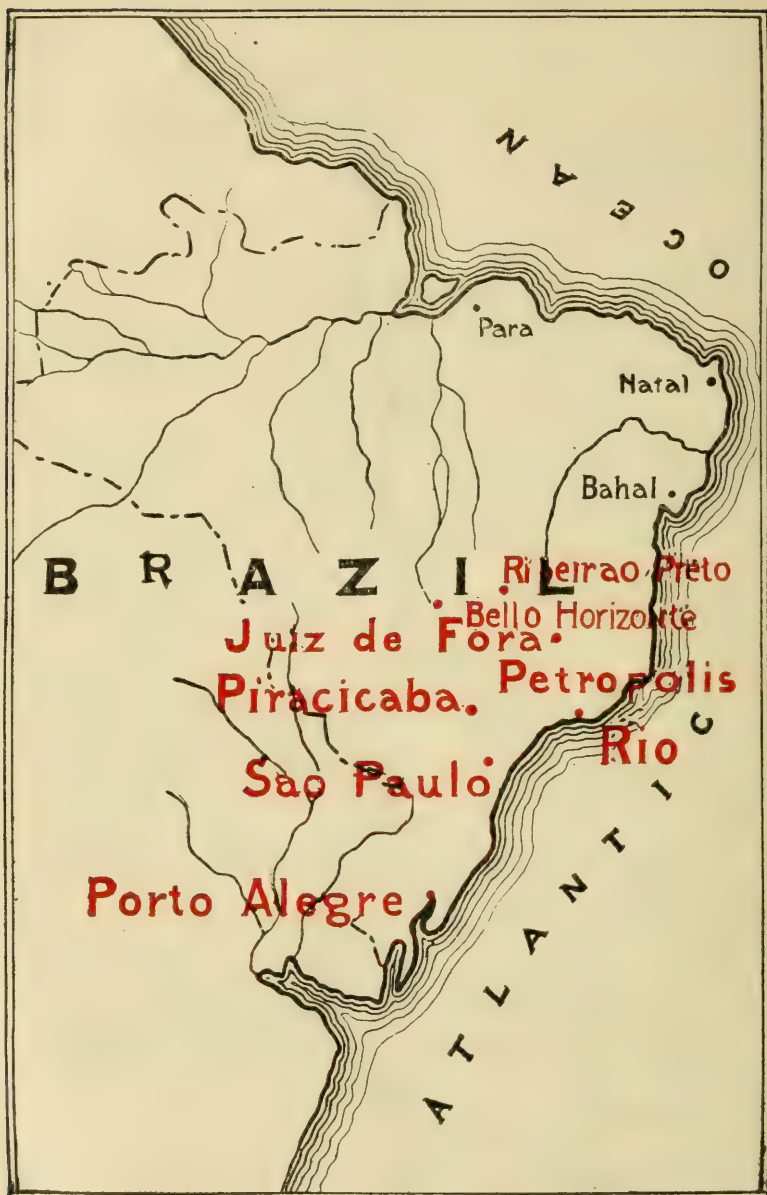 OCEAN
Para
Natal
Bahal
BRAZIL
Ribeirao Preto
Bello Horizonte
Juiz de Fora
Petropolis
Piracicaba
Rio
Sao Paulo
Porto Alegre
ATLANTIC